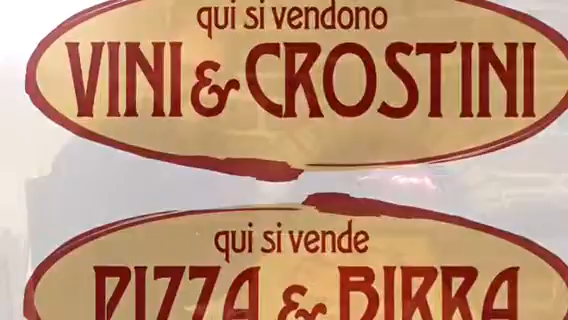 qui si vendono
VINI & CROSTINI
qui si vende
PIZZA & BIRRA